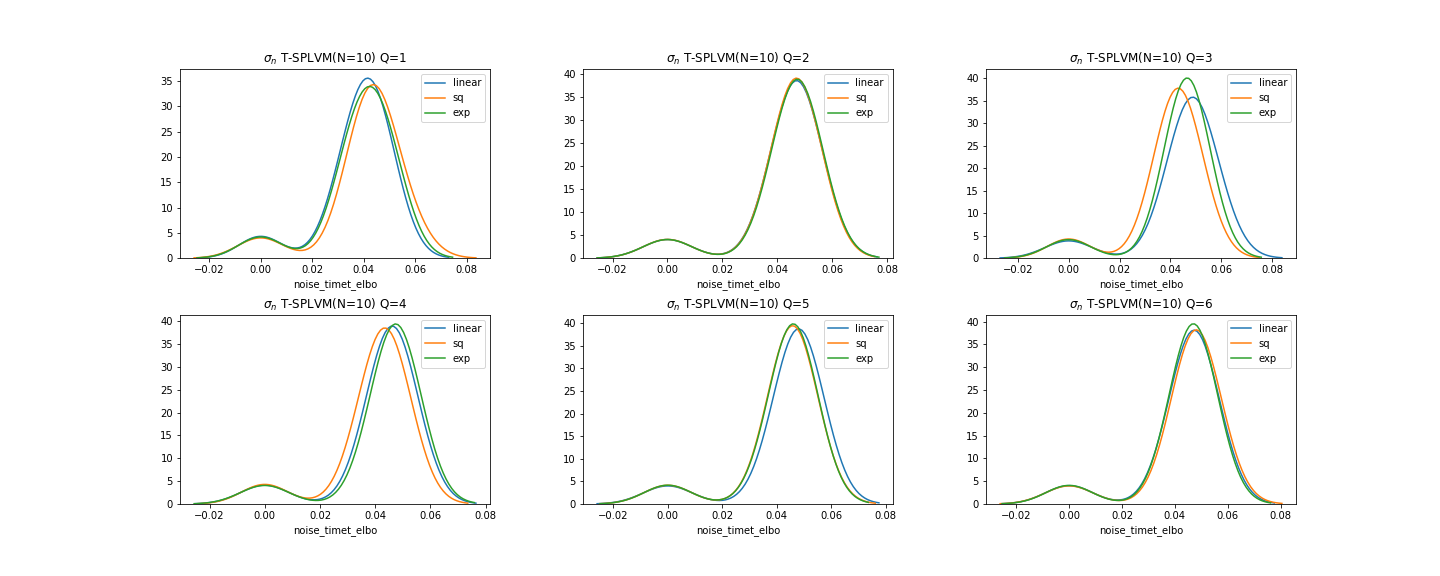 σn T-SPLVM(N=10) Q=1
35
30
25
20
15
10
5
0
linear
sq
exp
−0.02 0.00 0.02 0.04 0.06 0.08
noise_timet_elbo
σn T-SPLVM(N=10) Q=2
40
35
30
25
20
15
10
5
0
linear
sq
exp
−0.02 0.00 0.02 0.04 0.06 0.08
noise_timet_elbo
σn T-SPLVM(N=10) Q=3
40
35
30
25
20
15
10
5
0
linear
sq
exp
−0.02 0.00 0.02 0.04 0.06 0.08
noise_timet_elbo
σn T-SPLVM(N=10) Q=4
40
35
30
25
20
15
10
5
0
linear
sq
exp
−0.02 0.00 0.02 0.04 0.06 0.08
noise_timet_elbo
σn T-SPLVM(N=10) Q=5
40
35
30
25
20
15
10
5
0
linear
sq
exp
−0.02 0.00 0.02 0.04 0.06 0.08
noise_timet_elbo
σn T-SPLVM(N=10) Q=6
40
35
30
25
20
15
10
5
0
linear
sq
exp
−0.02 0.00 0.02 0.04 0.06 0.08
noise_timet_elbo